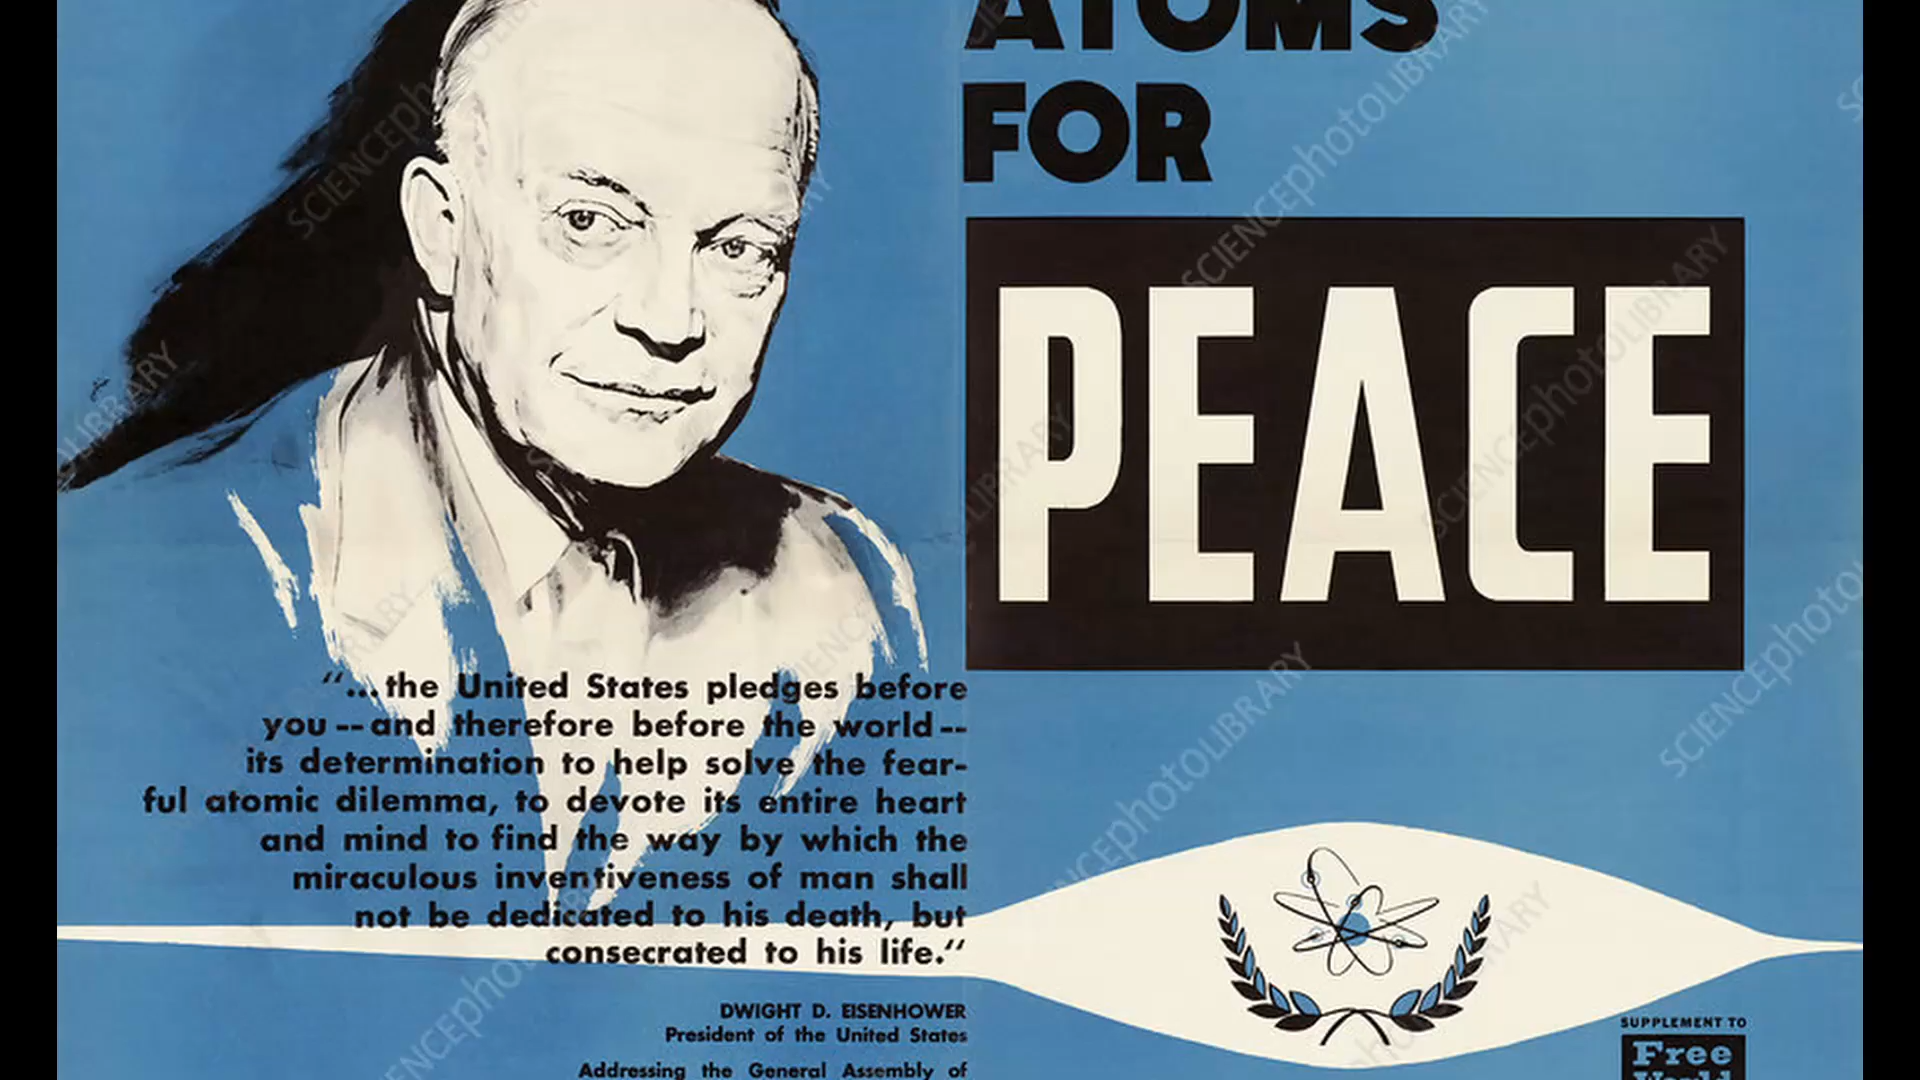 ATOMS
FOR
PEACE
“...the United States pledges before
you -- and therefore before the world --
its determination to help solve the fear-
ful atomic dilemma, to devote its entire heart
and mind to find the way by which the
miraculous inventiveness of man shall
not be dedicated to his death, but
consecrated to his life.“
DWIGHT D. EISENHOWER
President of the United States
Addressing the General Assembly of
SUPPLEMENT TO
Free
World
SCIENCEphotoLIBRARY